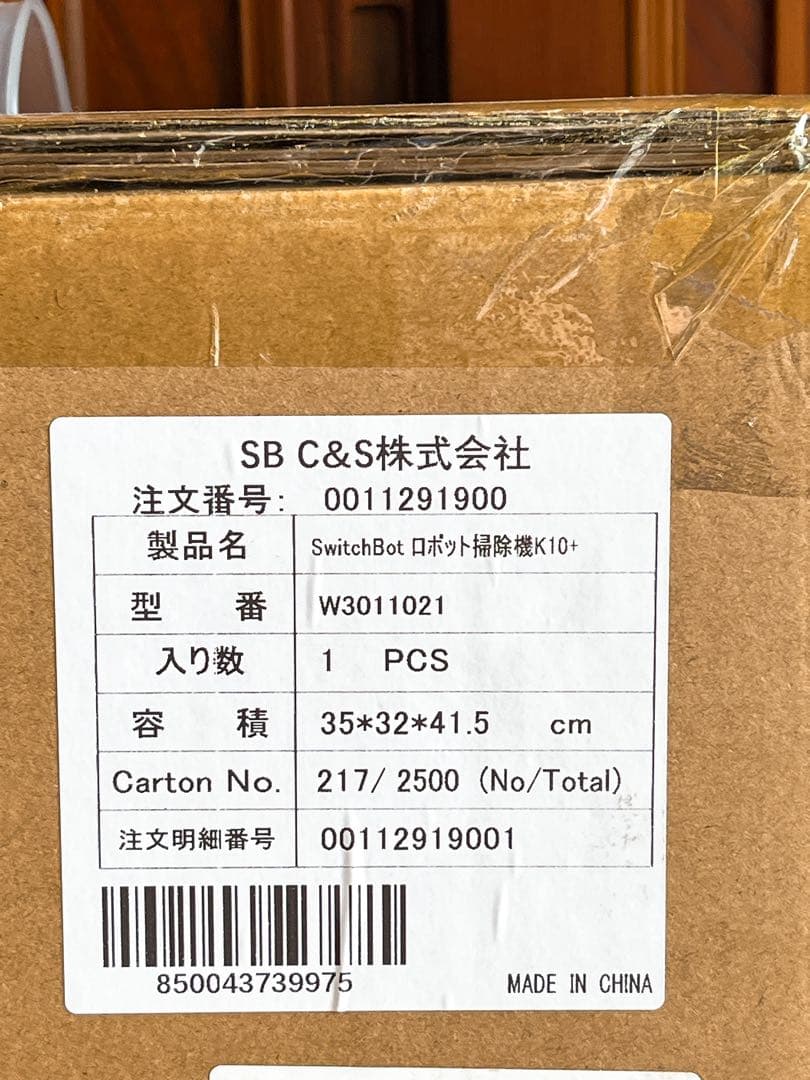 SB C&S株式会社
注文番号: 0011291900
製品名 SwitchBot ロボット掃除機K10+
型番 W3011021
入り数 1 PCS
容積 35*32*41.5 cm
Carton No. 217/ 2500 (No/Total)
注文明細番号 00112919001
850043739975
MADE IN CHINA